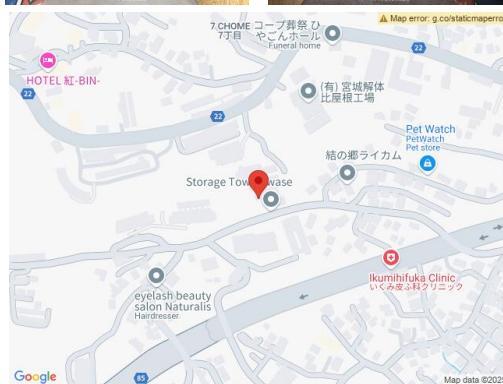 Map error: g.co/staticmaperro
7.CHOME コープ葬祭 ひ
7丁目 やごんホール
Funeral home
HOTEL 紅-BIN-
22
22
22
(有) 宮城解体
比屋根工場
Pet Watch
PetWatch
Pet store
結の郷ライカム
Storage Tow
wase
Ikumihifuka Clinic
いくみ皮ふ科クリニック
eyelash beauty
salon Naturalis
Hairdresser
85
Google
Map data ©202